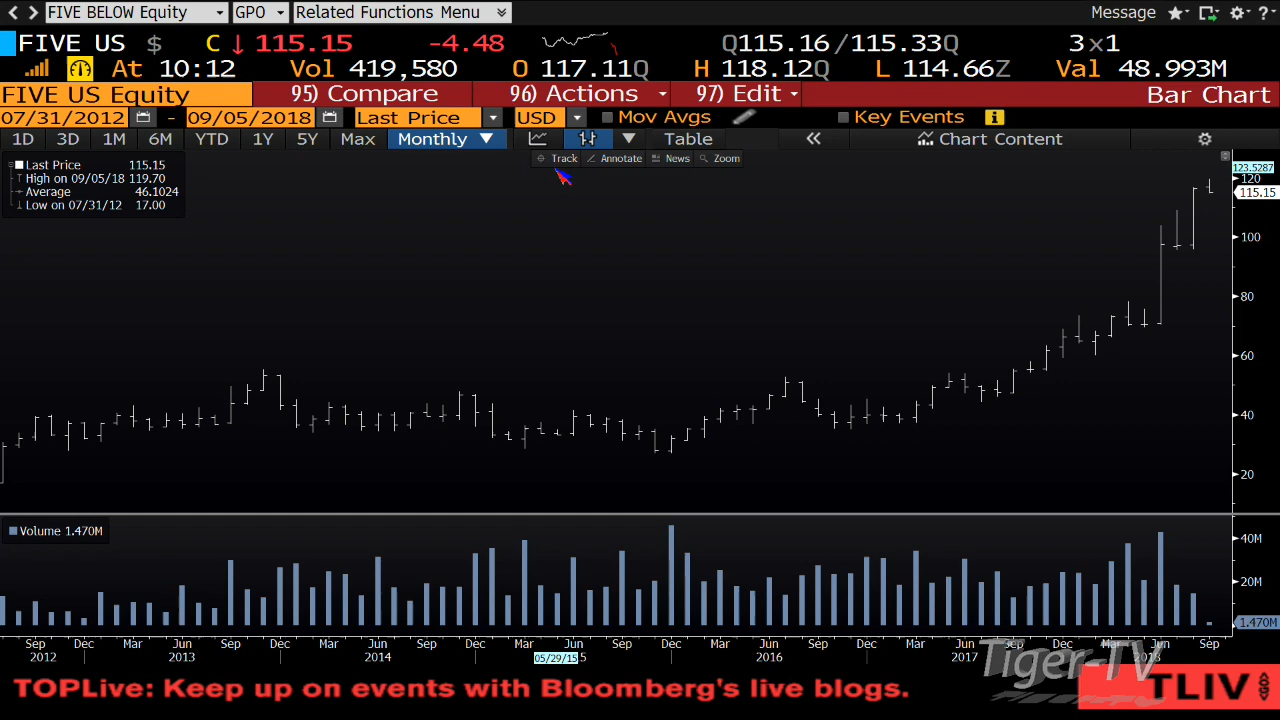 FIVE BELOW Equity GPO Related Functions Menu Message ?
FIVE US $ C ↓ 115.15 -4.48 Q115.16/115.33Q 3x1
At 10:12 Vol 419,580 O 117.11Q H 118.12Q L 114.66Z Val 48.993M
FIVE US Equity 95) Compare 96) Actions 97) Edit Bar Chart
07/31/2012 - 09/05/2018 Last Price USD Mov Avgs Key Events
1D 3D 1M 6M YTD 1Y 5Y Max Monthly ▼ Table « Chart Content
Track Annotate News Zoom
Last Price 115.15
High on 09/05/18 119.70
Average 46.1024
Low on 07/31/12 17.00
123.5287
120
115.15
100
80
60
40
20
Volume 1.470M
40M
20M
1.470M
Sep Dec Mar Jun Sep Dec Mar Jun Sep Dec Mar Jun Sep Dec Mar Jun Sep Dec Mar Jun Sep Dec Mar Jun Sep
2012 2013 2014 05/29/15 5 2016 2017 2018
Tiger-TV
TOPLive: Keep up on events with Bloomberg's live blogs. TLIV